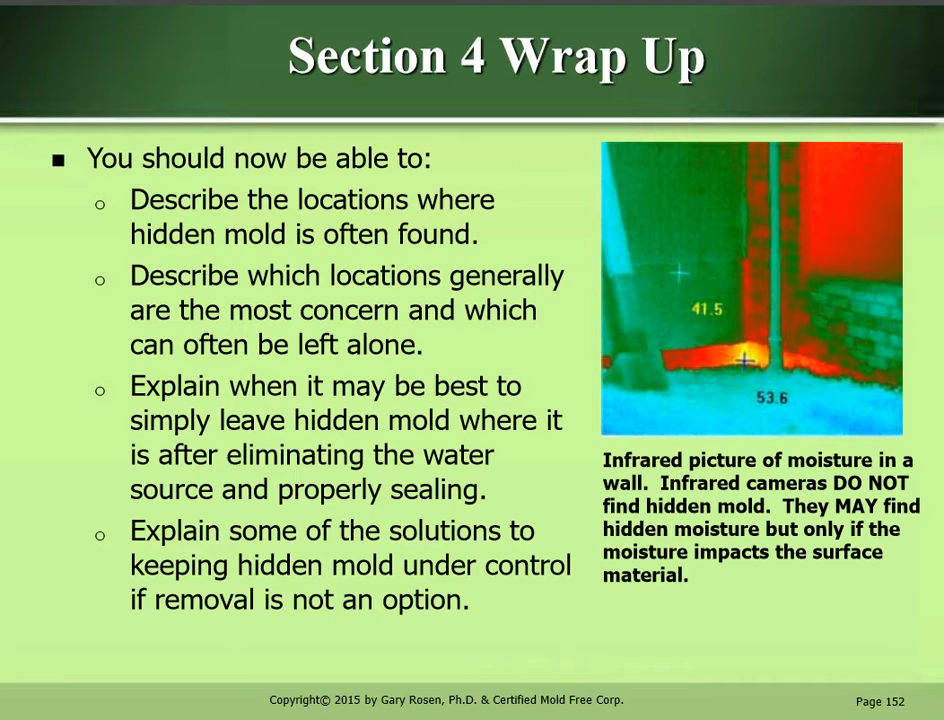 Section 4 Wrap Up
■ You should now be able to:
o Describe the locations where
hidden mold is often found.
o Describe which locations generally
are the most concern and which
can often be left alone.
o Explain when it may be best to
simply leave hidden mold where it
is after eliminating the water
source and properly sealing.
o Explain some of the solutions to
keeping hidden mold under control
if removal is not an option.
41.5
53.6
Infrared picture of moisture in a
wall. Infrared cameras DO NOT
find hidden mold. They MAY find
hidden moisture but only if the
moisture impacts the surface
material.
Copyright© 2015 by Gary Rosen, Ph.D. & Certified Mold Free Corp.
Page 152